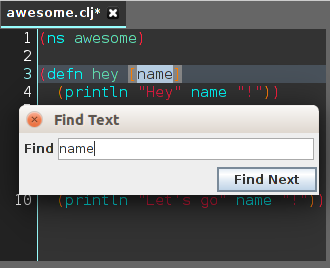 awesome.clj*
1 (ns awesome)
2
3 (defn hey [name]
4 (println "Hey" name "!"))
Find Text
Find name
Find Next
10 (println "Let's go" name "!"))